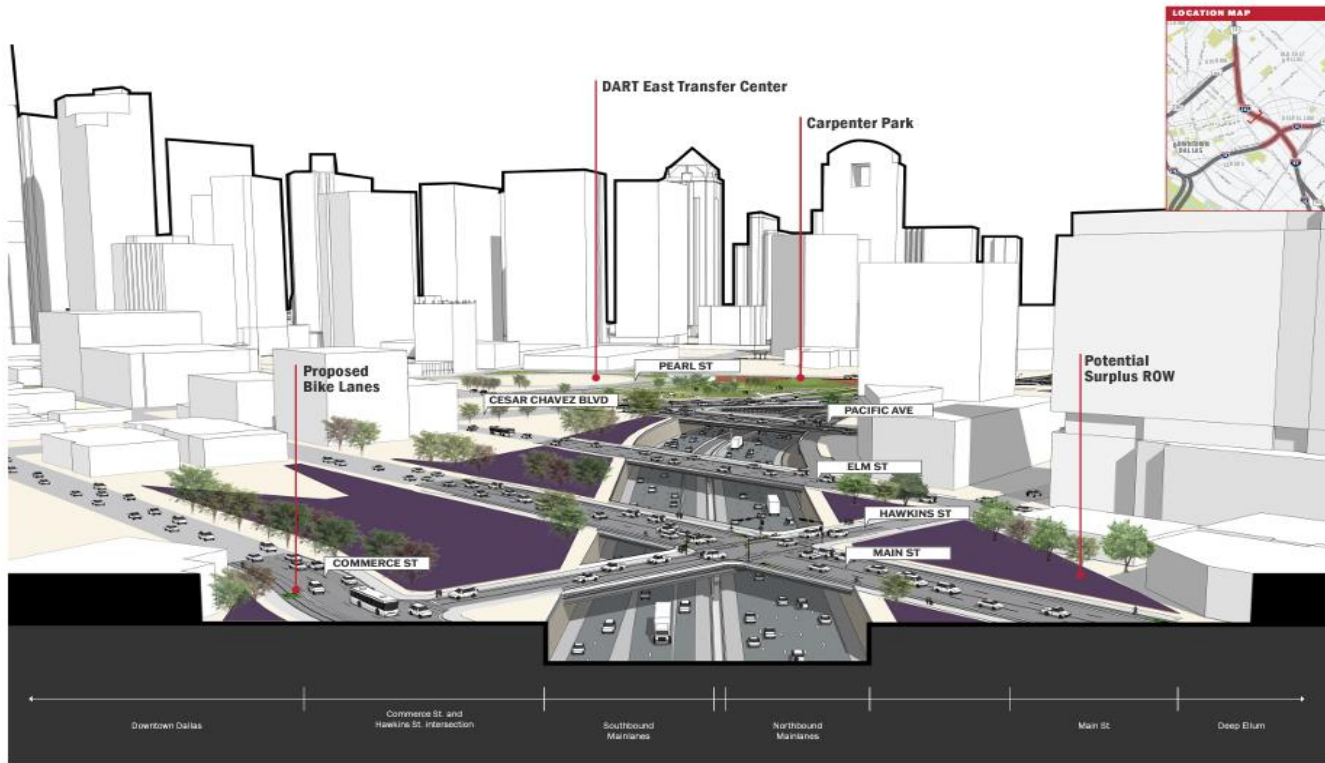 LOCATION MAP
DOWNTOWN
DALLAS
DART East Transfer Center
Carpenter Park
Proposed
Bike Lanes
PEARL ST
Potential
Surplus ROW
CESAR CHAVEZ BLVD
PACIFIC AVE
ELM ST
HAWKINS ST
MAIN ST
COMMERCE ST
Downtown Dallas
Commerce St. and
Hawkins St. intersection
Southbound
Mainlanes
Northbound
Mainlanes
Main St.
Deep Ellum